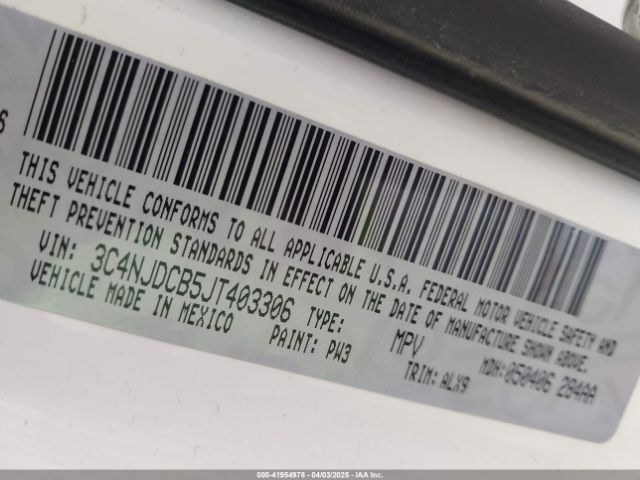 THIS VEHICLE CONFORMS TO ALL APPLICABLE U.S.A. FEDERAL MOTOR VEHICLE SAFETY AND
THEFT PREVENTION STANDARDS IN EFFECT ON THE DATE OF MANUFACTURE SHOWN ABOVE.
VIN: 3C4NJDCB5JT403306 TYPE: MPV MDH:050406 284AA
VEHICLE MADE IN MEXICO PAINT: PW3 TRIM: ALX9
000-41954978 - 04/03/2025 - IAA Inc.